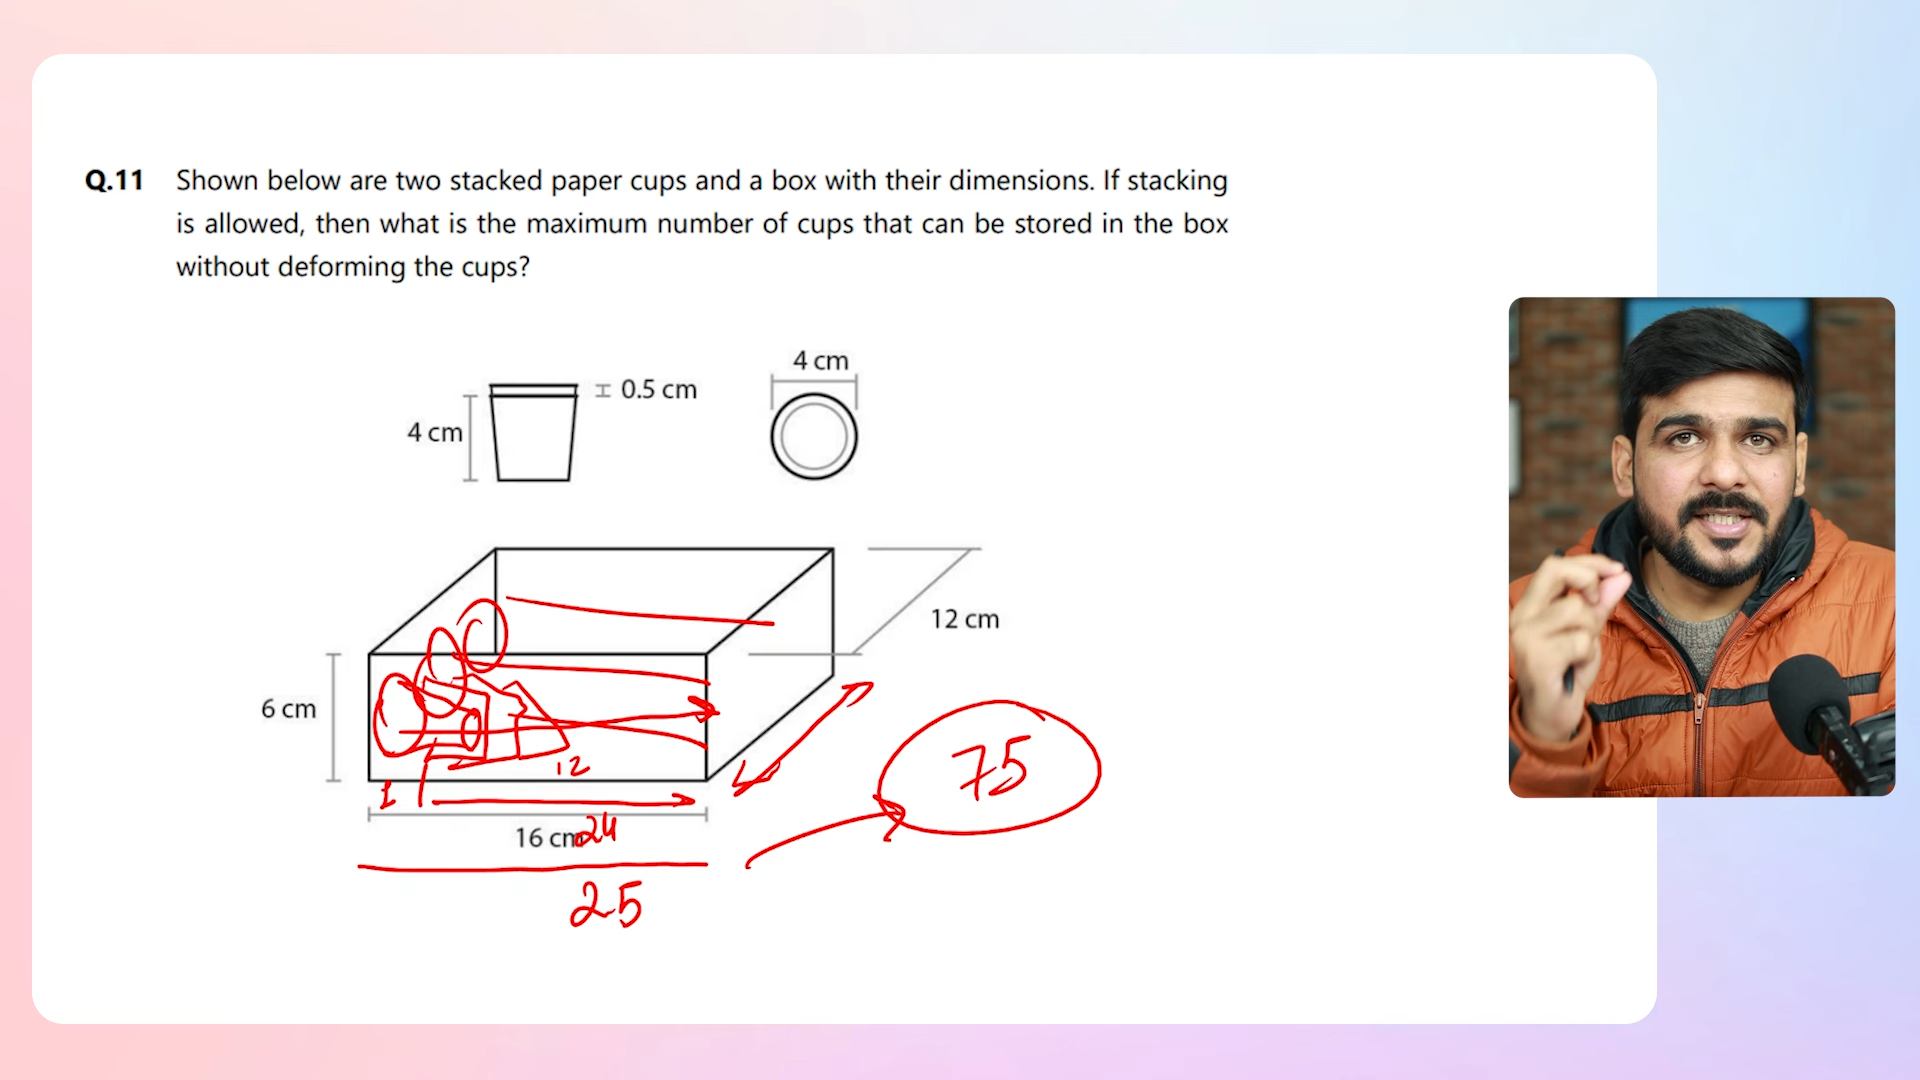 Q.11 Shown below are two stacked paper cups and a box with their dimensions. If stacking
is allowed, then what is the maximum number of cups that can be stored in the box
without deforming the cups?
4 cm
0.5 cm
4 cm
12 cm
6 cm
75
12
16 cm
24
25